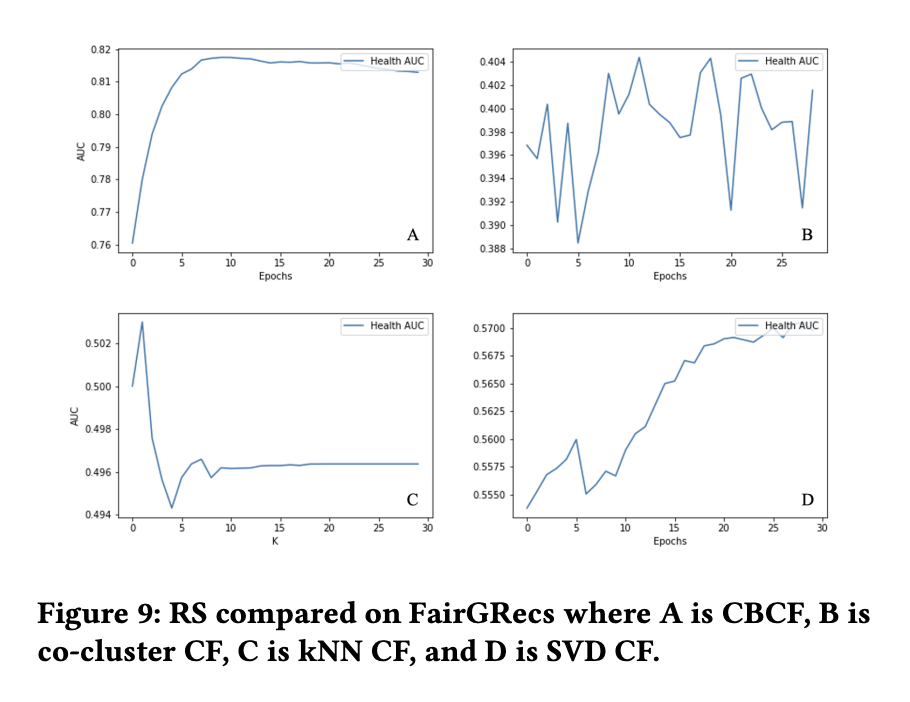 0.82
0.81
0.80
0.79
0.78
0.77
0.76
AUC
Health AUC
A
0 5 10 15 20 25 30
Epochs
0.404
0.402
0.400
0.398
0.396
0.394
0.392
0.390
0.388
Health AUC
B
0 5 10 15 20 25
Epochs
0.502
0.500
0.498
0.496
0.494
AUC
Health AUC
C
0 5 10 15 20 25 30
K
0.5700
0.5675
0.5650
0.5625
0.5600
0.5575
0.5550
Health AUC
D
0 5 10 15 20 25 30
Epochs
Figure 9: RS compared on FairGRecs where A is CBCF, B is
co-cluster CF, C is kNN CF, and D is SVD CF.